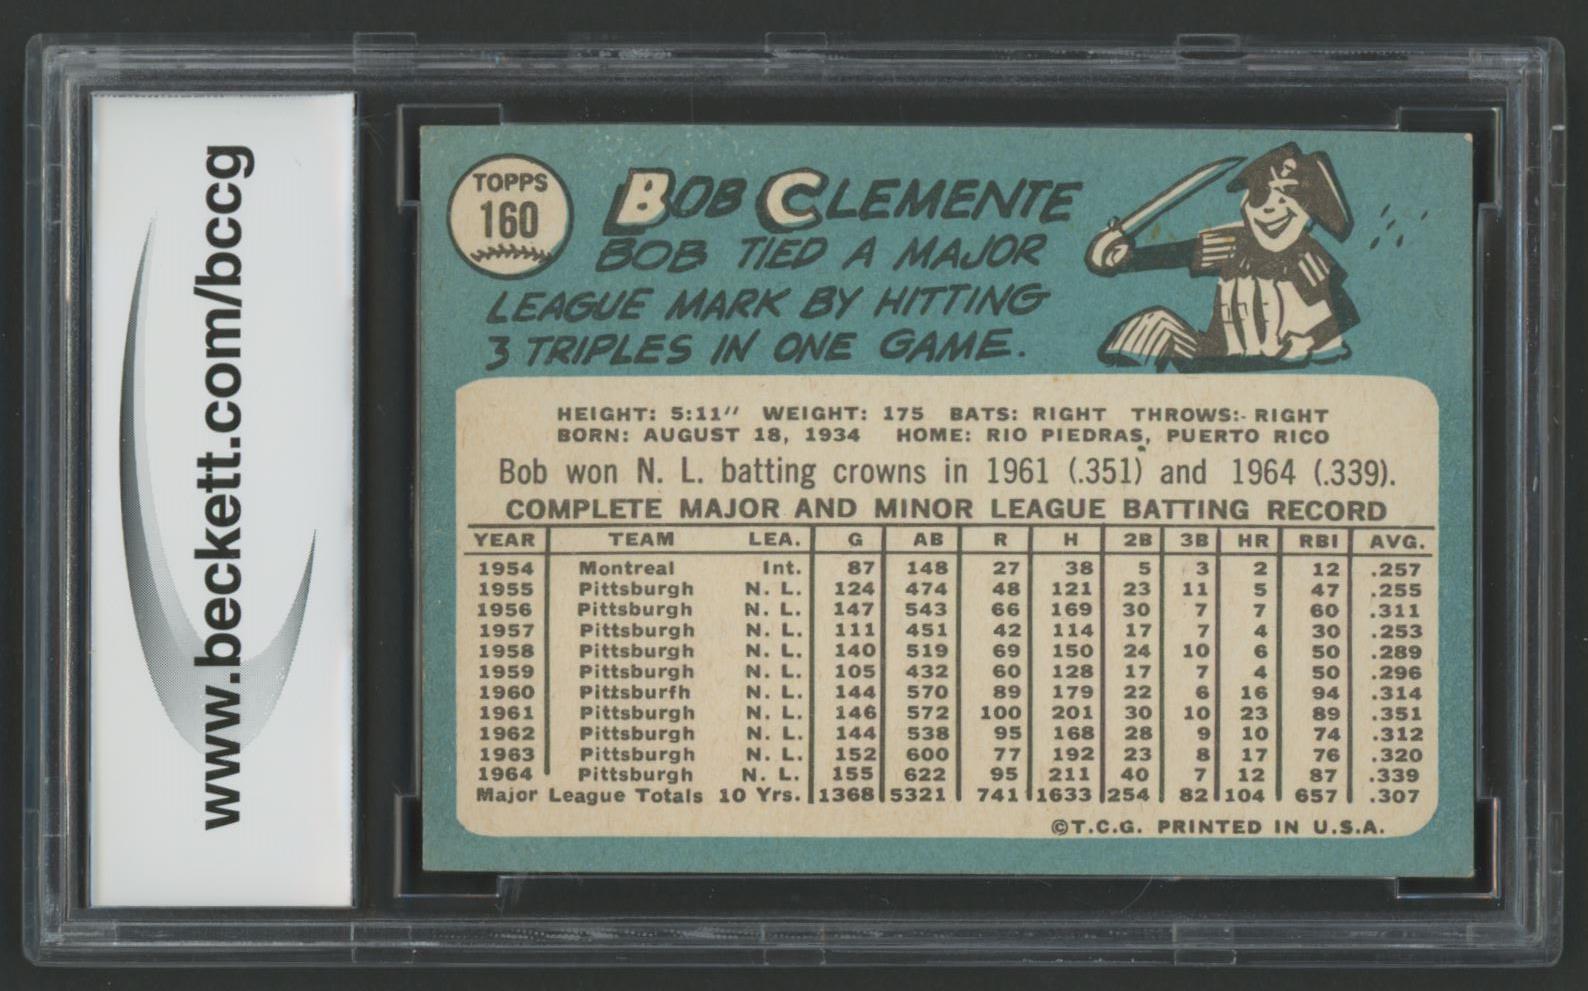 www.beckett.com/bccg
TOPPS
160
BOB CLEMENTE
BOB TIED A MAJOR
LEAGUE MARK BY HITTING
3 TRIPLES IN ONE GAME.
HEIGHT: 5:11" WEIGHT: 175 BATS: RIGHT THROWS:- RIGHT
BORN: AUGUST 18, 1934 HOME: RIO PIEDRAS, PUERTO RICO
Bob won N. L. batting crowns in 1961 (.351) and 1964 (.339).
COMPLETE MAJOR AND MINOR LEAGUE BATTING RECORD
YEAR TEAM LEA. G AB R H 2B 3B HR RBI AVG.
1954 Montreal Int. 87 148 27 38 5 3 2 12 .257
1955 Pittsburgh N. L. 124 474 48 121 23 11 5 47 .255
1956 Pittsburgh N. L. 147 543 66 169 30 7 7 60 .311
1957 Pittsburgh N. L. 111 451 42 114 17 7 4 30 .253
1958 Pittsburgh N. L. 140 519 69 150 24 10 6 50 .289
1959 Pittsburgh N. L. 105 432 60 128 17 7 4 50 .296
1960 Pittsburfh N. L. 144 570 89 179 22 6 16 94 .314
1961 Pittsburgh N. L. 146 572 100 201 30 10 23 89 .351
1962 Pittsburgh N. L. 144 538 95 168 28 9 10 74 .312
1963 Pittsburgh N. L. 152 600 77 192 23 8 17 76 .320
1964 Pittsburgh N. L. 155 622 95 211 40 7 12 87 .339
Major League Totals 10 Yrs. 1368 5321 741 1633 254 82 104 657 .307
©T.C.G. PRINTED IN U.S.A.